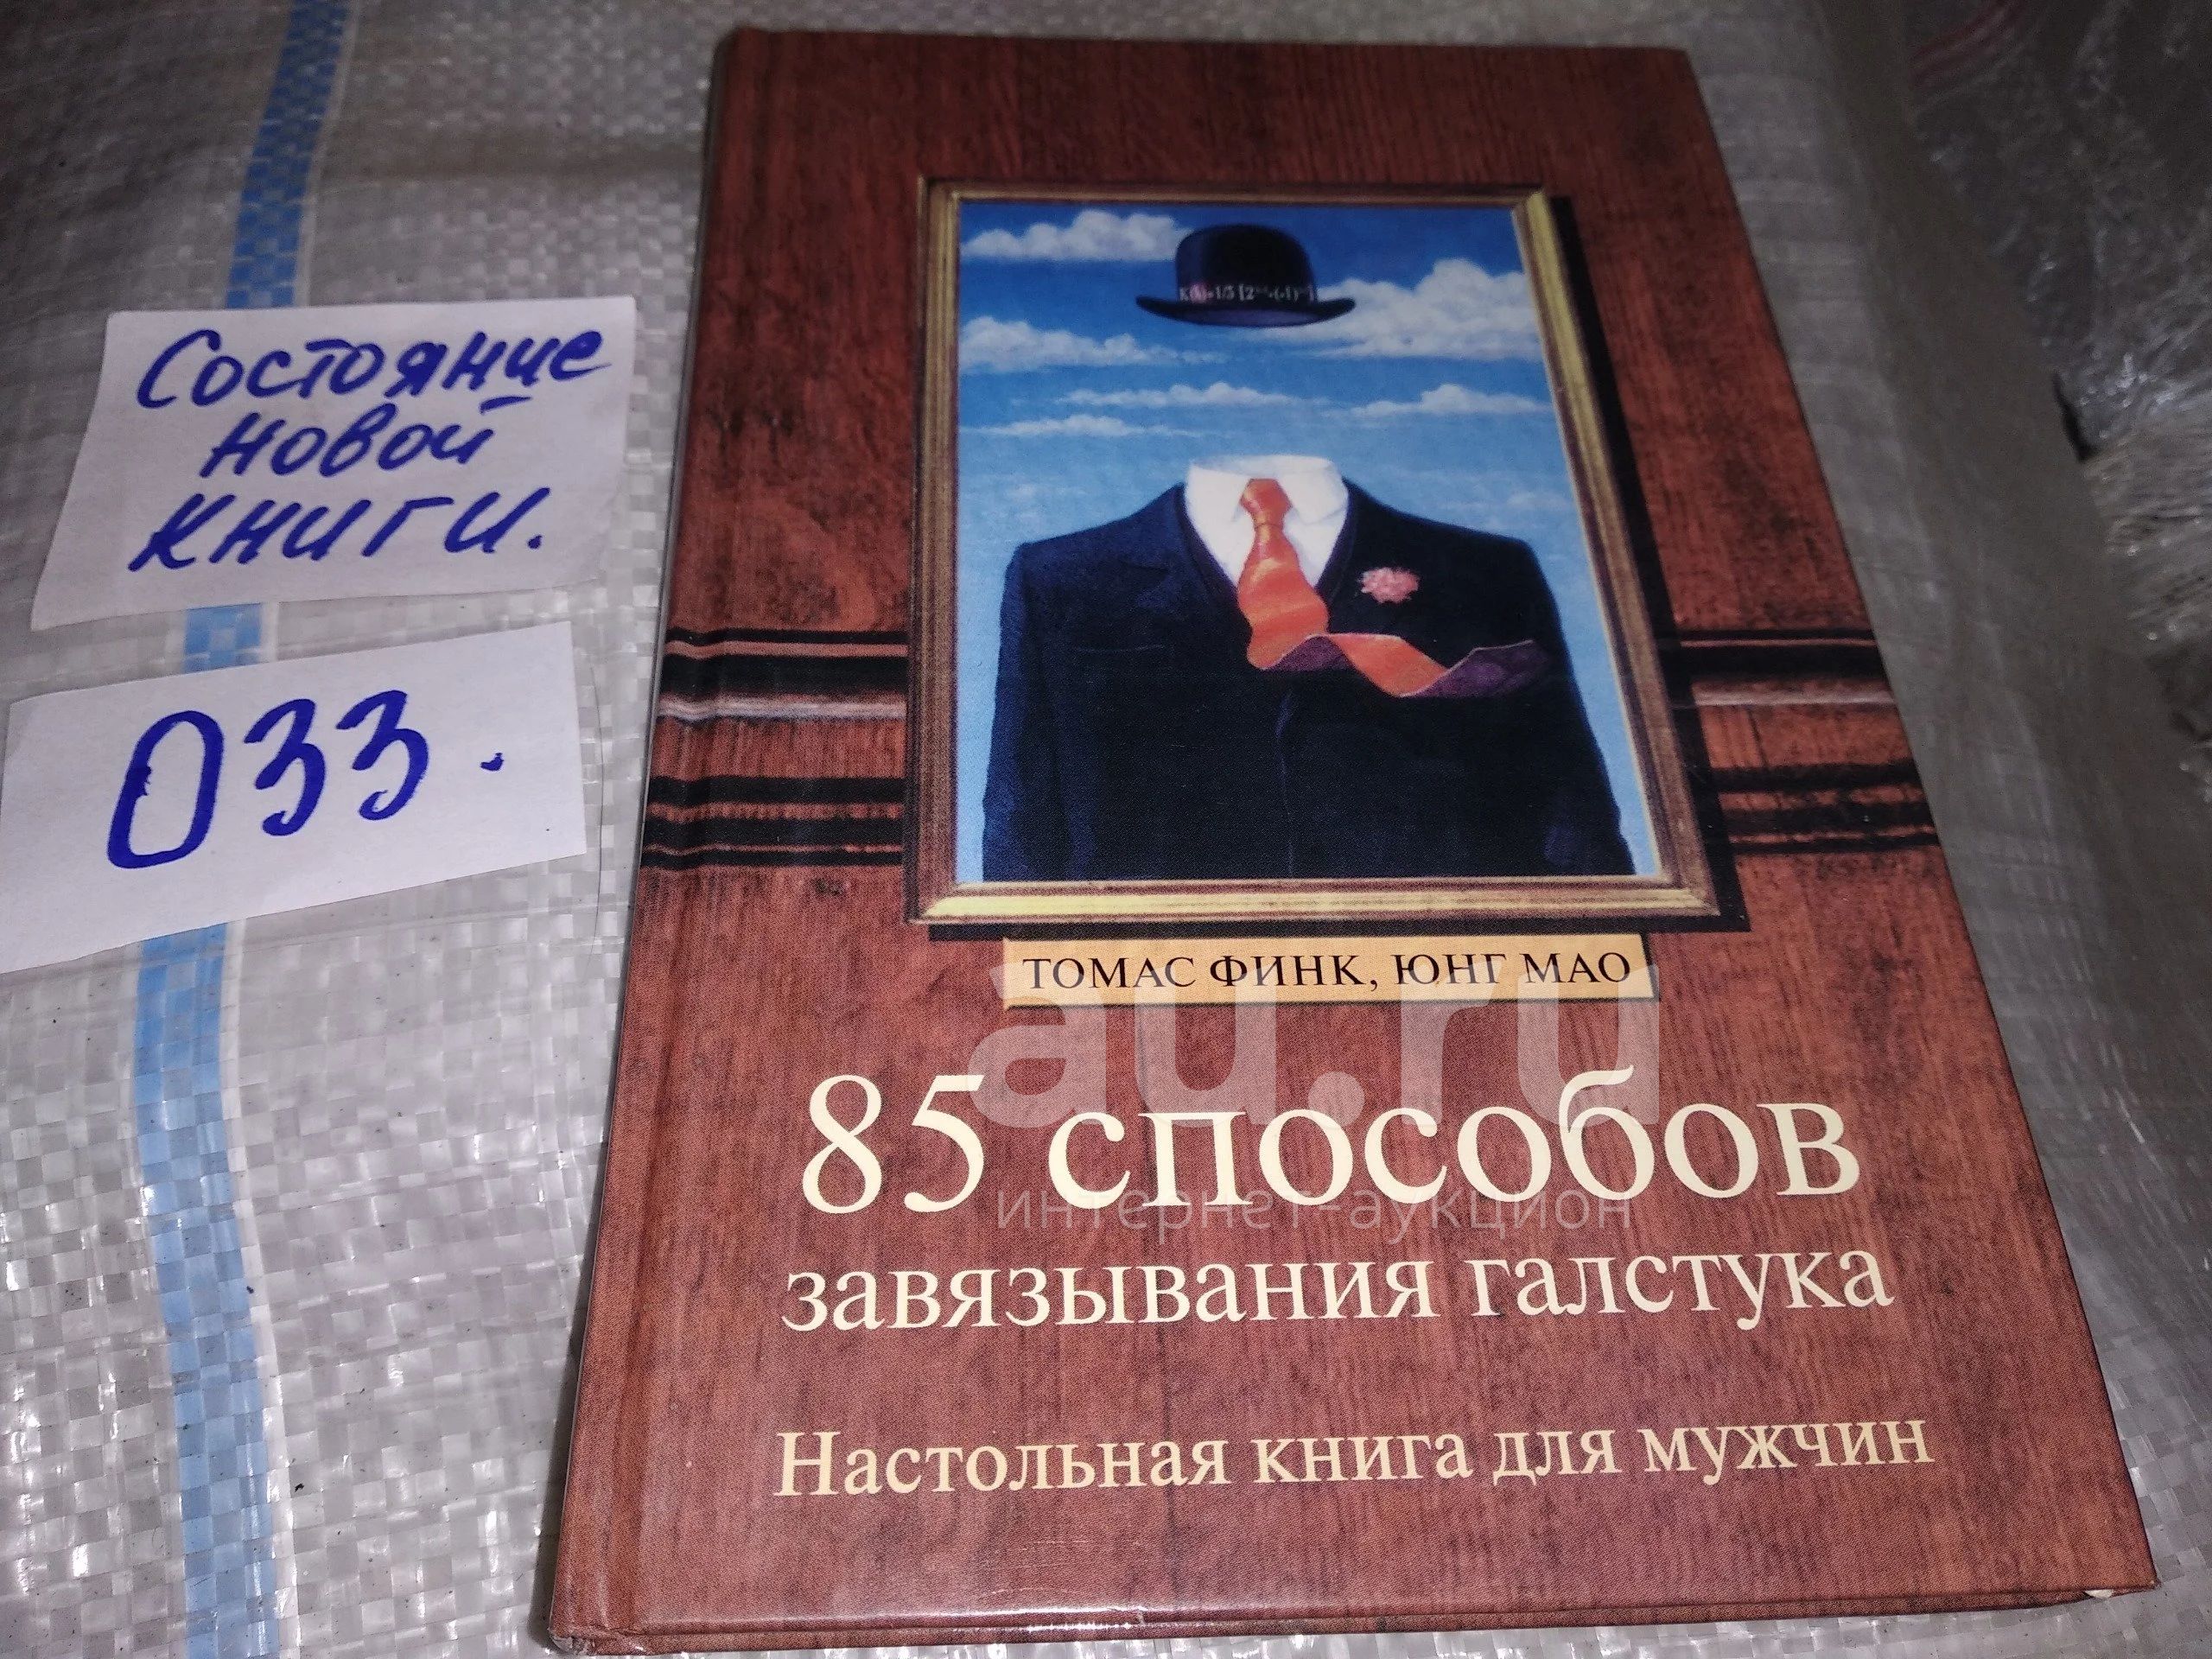 Состояние
новой
книги.
033.
ТОМАС ФИНК, ЮНГ МАО
au.ru
85 способов
интернет-аукцион
завязывания галстука
Настольная книга для мужчин